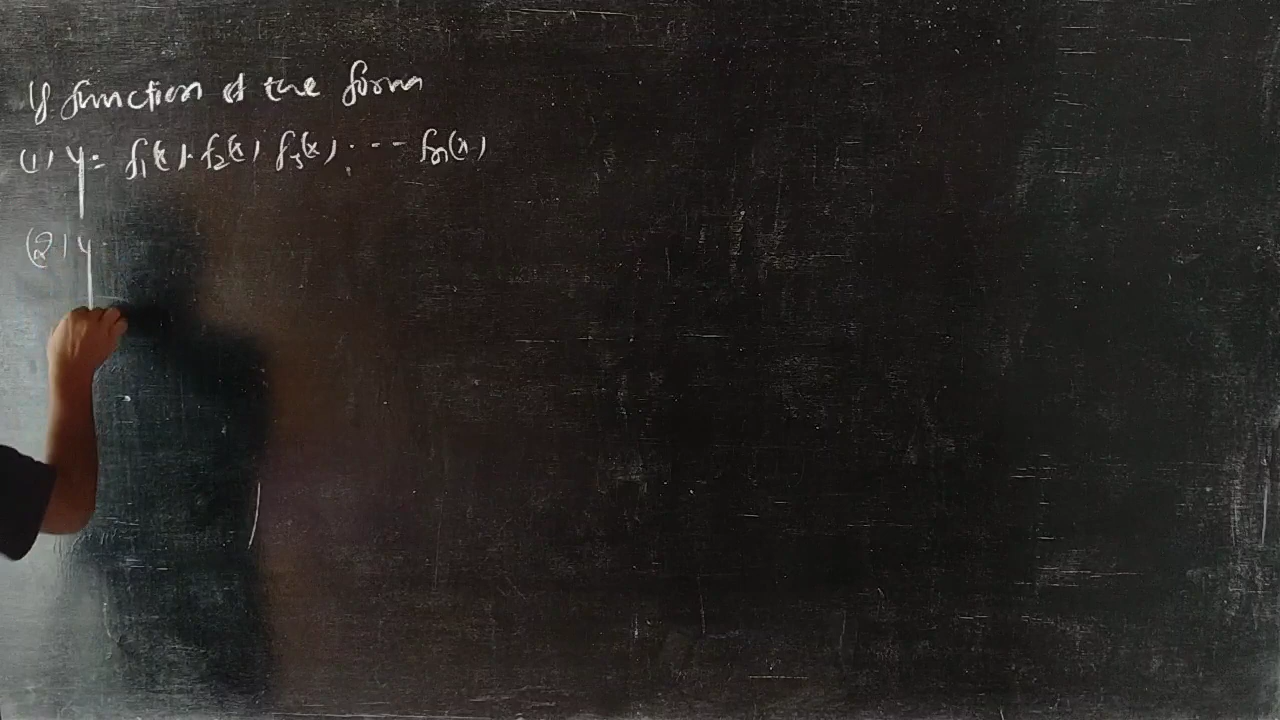 If function of the form
(1) y = f₁(x). f₂(x) f₃(x) . --- fn(x)
(2) y